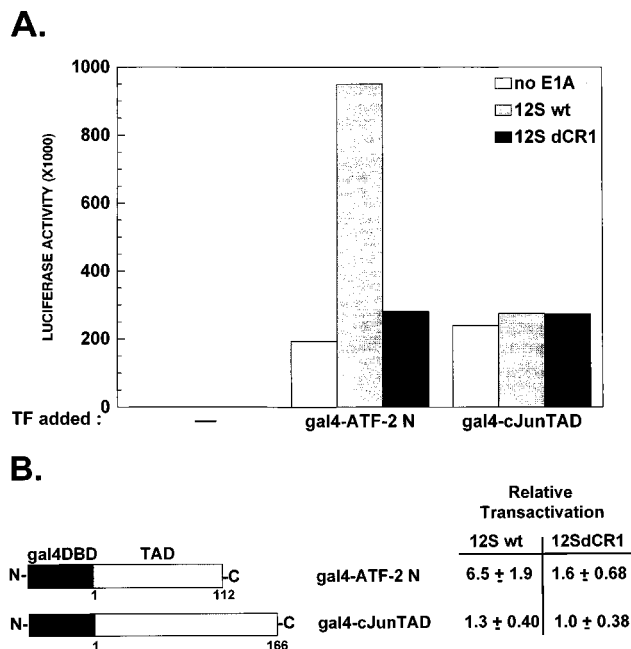 A.
1000
800
600
400
200
0
LUCIFERASE ACTIVITY (X1000)
no E1A
12S wt
12S dCR1
TF added : — gal4-ATF-2 N gal4-cJunTAD
B.
Relative
Transactivation
12S wt 12SdCR1
gal4DBD TAD
N- -C gal4-ATF-2 N 6.5 ± 1.9 1.6 ± 0.68
1 112
N- -C gal4-cJunTAD 1.3 ± 0.40 1.0 ± 0.38
1 166